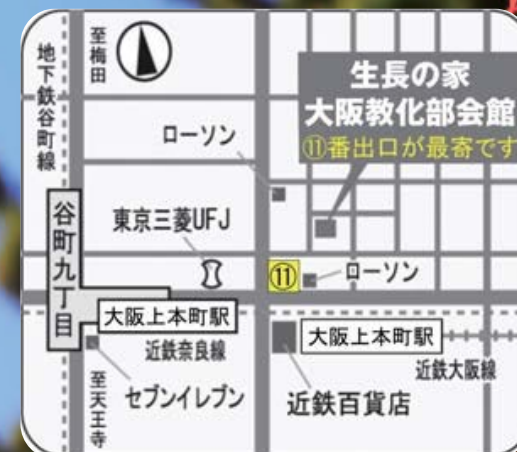 至梅田
地下鉄谷町線
生長の家
大阪教化部会館
⑪番出口が最寄です
ローソン
東京三菱UFJ
谷町九丁目
⑪
ローソン
大阪上本町駅
近鉄奈良線
大阪上本町駅
近鉄大阪線
セブンイレブン
近鉄百貨店
至天王寺